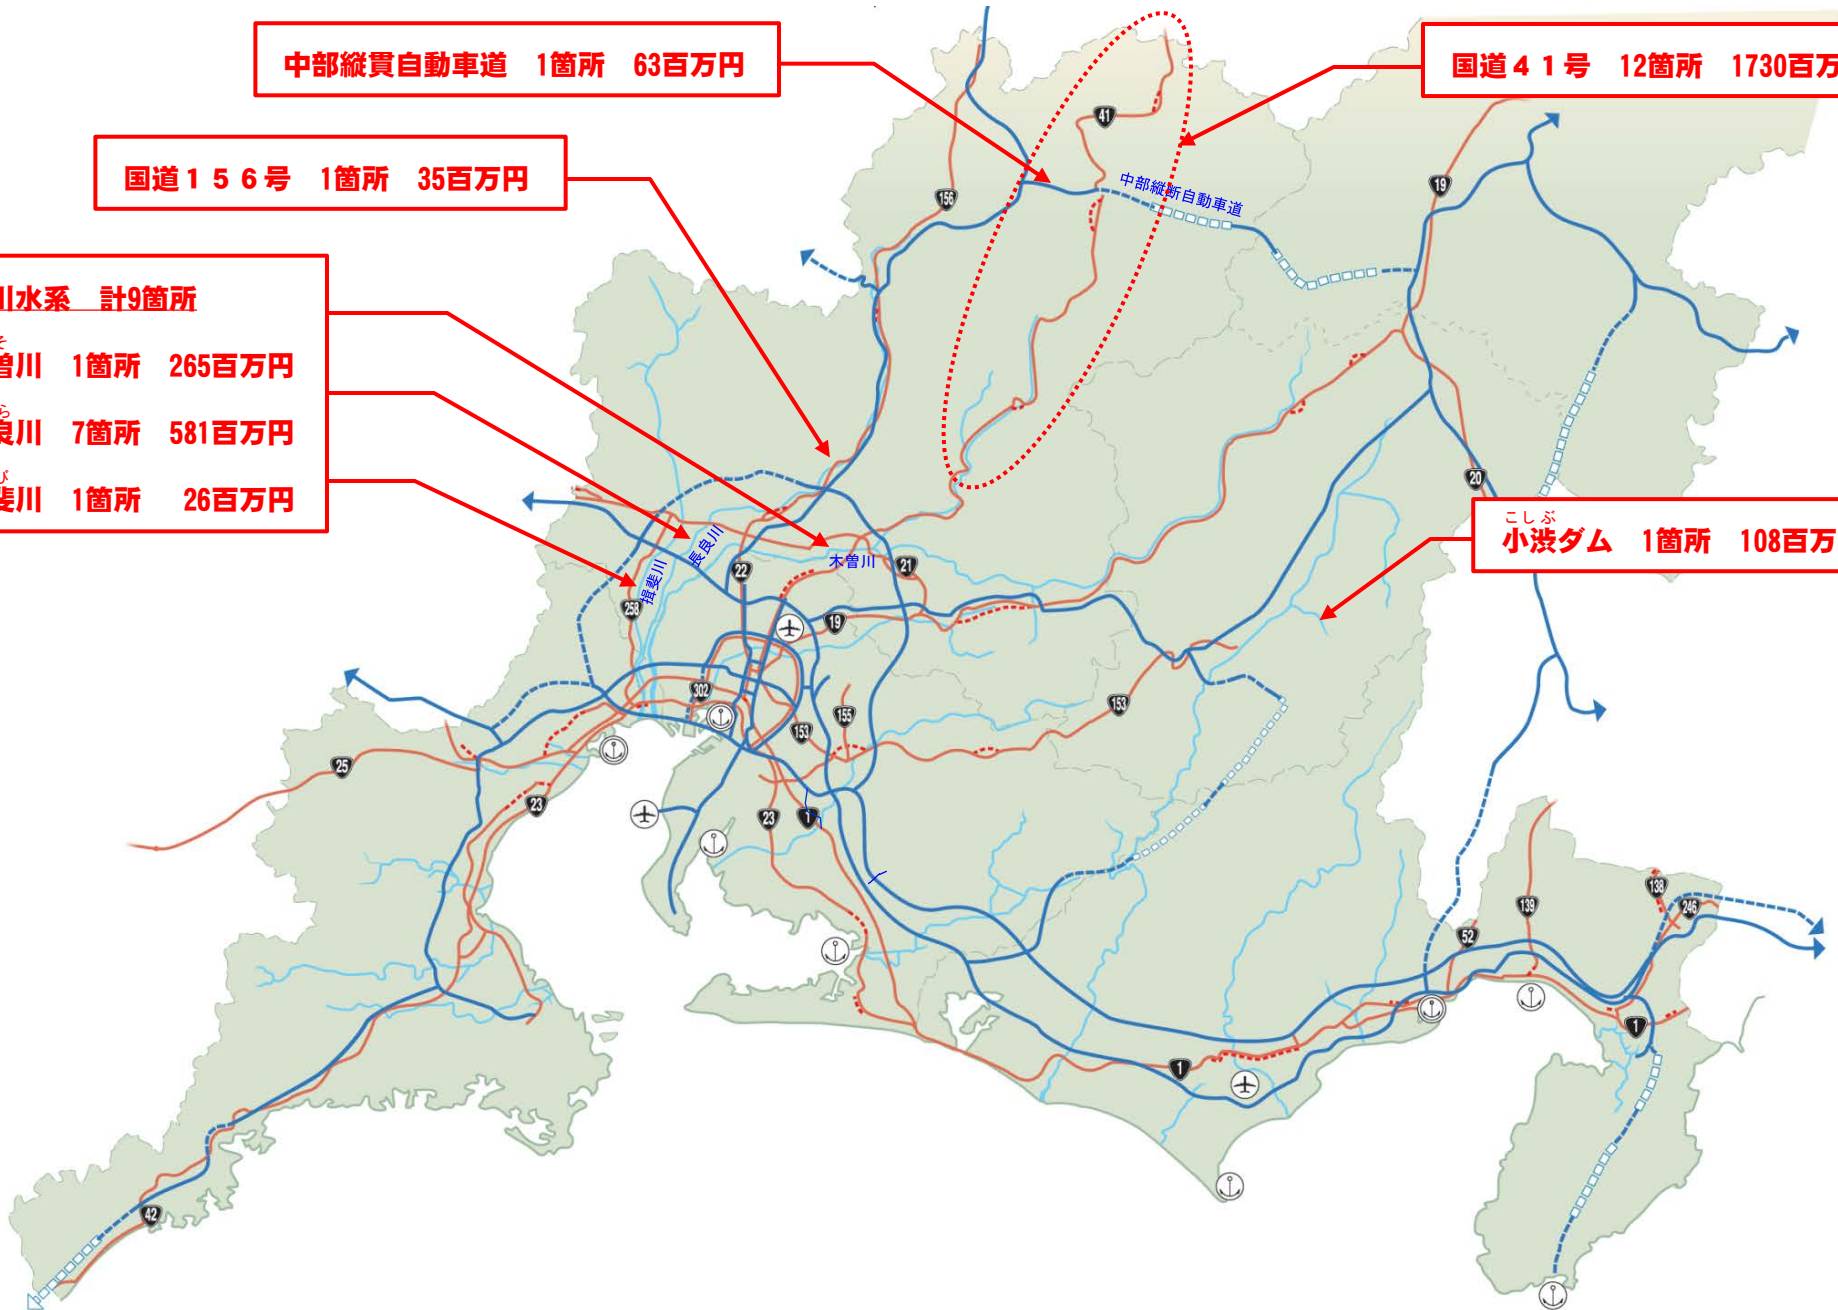 中部縦貫自動車道　1箇所　63百万円
国道４１号　12箇所　1730百万
国道１５６号　1箇所　35百万円
川水系　計9箇所
そ
曽川　1箇所　265百万円
ら
良川　7箇所　581百万円
び
斐川　1箇所　26百万円
こしぶ
小渋ダム　1箇所　108百万
中部縦断自動車道
長良川
揖斐川
木曽川
41
156
19
20
22
21
258
19
302
155
153
153
25
23
23
1
138
246
139
52
1
1
42